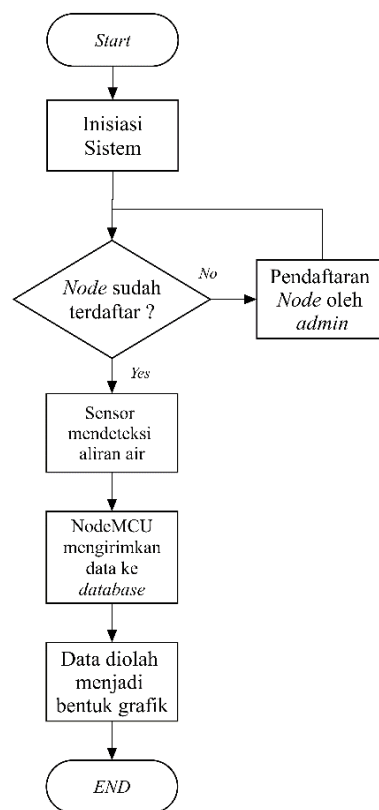 Start
Inisiasi
Sistem
Node sudah
terdaftar ?
No
Pendaftaran
Node oleh
admin
Yes
Sensor
mendeteksi
aliran air
NodeMCU
mengirimkan
data ke
database
Data diolah
menjadi
bentuk grafik
END